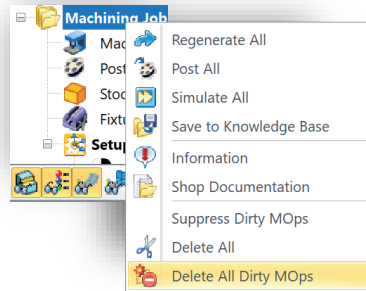 Machining Job
Mac
Post
Stoc
Fixtu
Setup
Regenerate All
Post All
Simulate All
Save to Knowledge Base
Information
Shop Documentation
Suppress Dirty MOps
Delete All
Delete All Dirty MOps